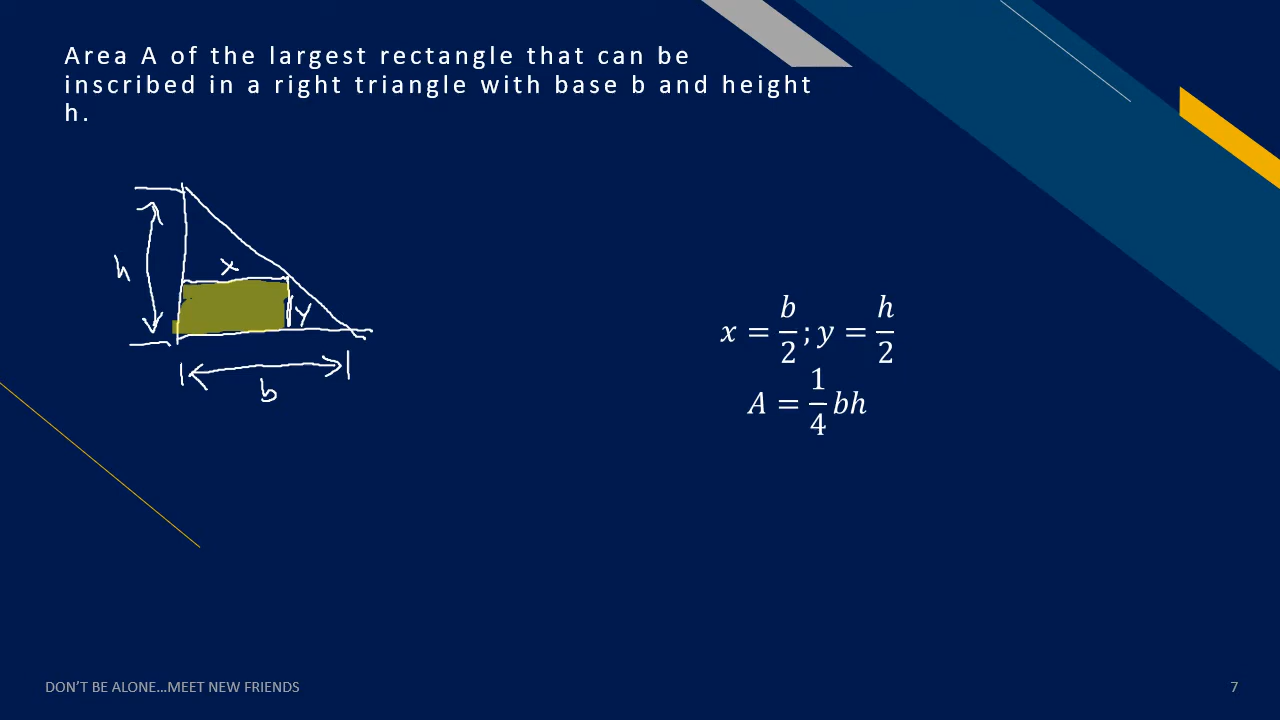 Area A of the largest rectangle that can be
inscribed in a right triangle with base b and height
h.
h
x
y
b
x = b/2 ; y = h/2
A = 1/4 bh
DON'T BE ALONE…MEET NEW FRIENDS
7